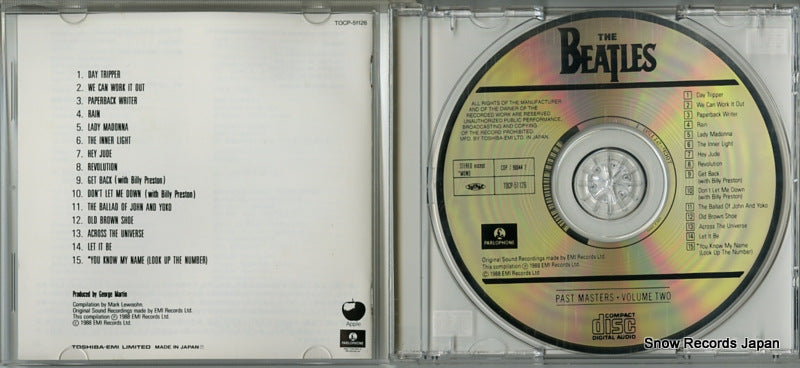 TOCP-51126
1. DAY TRIPPER
2. WE CAN WORK IT OUT
3. PAPERBACK WRITER
4. RAIN
5. LADY MADONNA
6. THE INNER LIGHT
7. HEY JUDE
8. REVOLUTION
9. GET BACK (with Billy Preston)
10. DON'T LET ME DOWN (with Billy Preston)
11. THE BALLAD OF JOHN AND YOKO
12. OLD BROWN SHOE
13. ACROSS THE UNIVERSE
14. LET IT BE
15. *YOU KNOW MY NAME (LOOK UP THE NUMBER)
Produced by George Martin
Compilation by Mark Lewisohn.
Original Sound Recordings made by EMI Records Ltd.
This compilation ℗ 1988 EMI Records Ltd.
© 1988 EMI Records Ltd.
Apple
PARLOPHONE
TOSHIBA-EMI LIMITED MADE IN JAPAN
THE
BEATLES
ALL RIGHTS OF THE MANUFACTURER
AND OF THE OWNER OF THE
RECORDED WORK ARE RESERVED
UNAUTHORIZED PUBLIC PERFORMANCE,
BROADCASTING AND COPYING
OF THE RECORD PROHIBITED
MFD. BY TOSHIBA-EMI LTD. IN JAPAN.
STEREO except
*MONO
CDP 7 90044 2
TOCP-51126
1 Day Tripper
2 We Can Work It Out
3 Paperback Writer
4 Rain
5 Lady Madonna
6 The Inner Light
7 Hey Jude
8 Revolution
9 Get Back
(with Billy Preston)
10 Don't Let Me Down
(with Billy Preston)
11 The Ballad Of John And Yoko
12 Old Brown Shoe
13 Across The Universe
14 Let It Be
15 *You Know My Name
(Look Up The Number)
PARLOPHONE
Original Sound Recordings made by EMI Records Ltd.
This compilation ℗ 1988 EMI Records Ltd
© 1988 EMI Records Ltd.
PAST MASTERS • VOLUME TWO
COMPACT
disc
DIGITAL AUDIO
Snow Records Japan